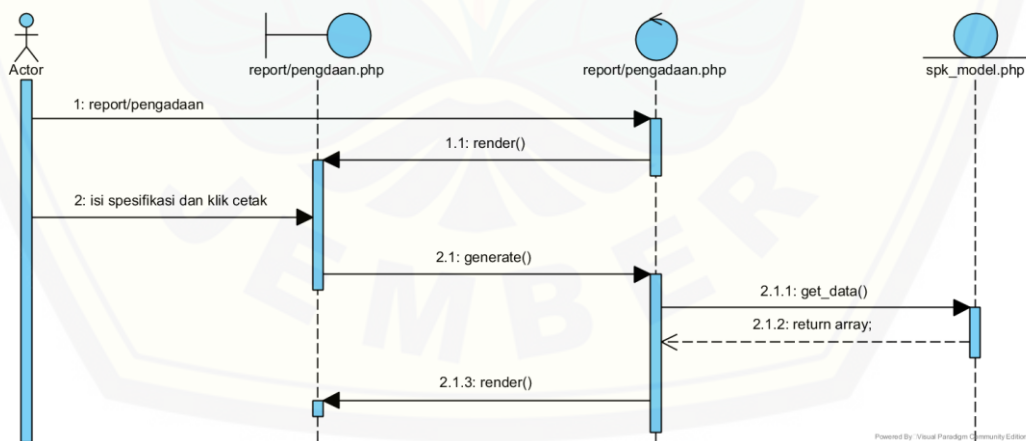 Actor
report/pengdaan.php
report/pengadaan.php
spk_model.php
1: report/pengadaan
1.1: render()
2: isi spesifikasi dan klik cetak
2.1: generate()
2.1.1: get_data()
2.1.2: return array;
2.1.3: render()
JEMBER
Powered By Visual Paradigm Community Edition